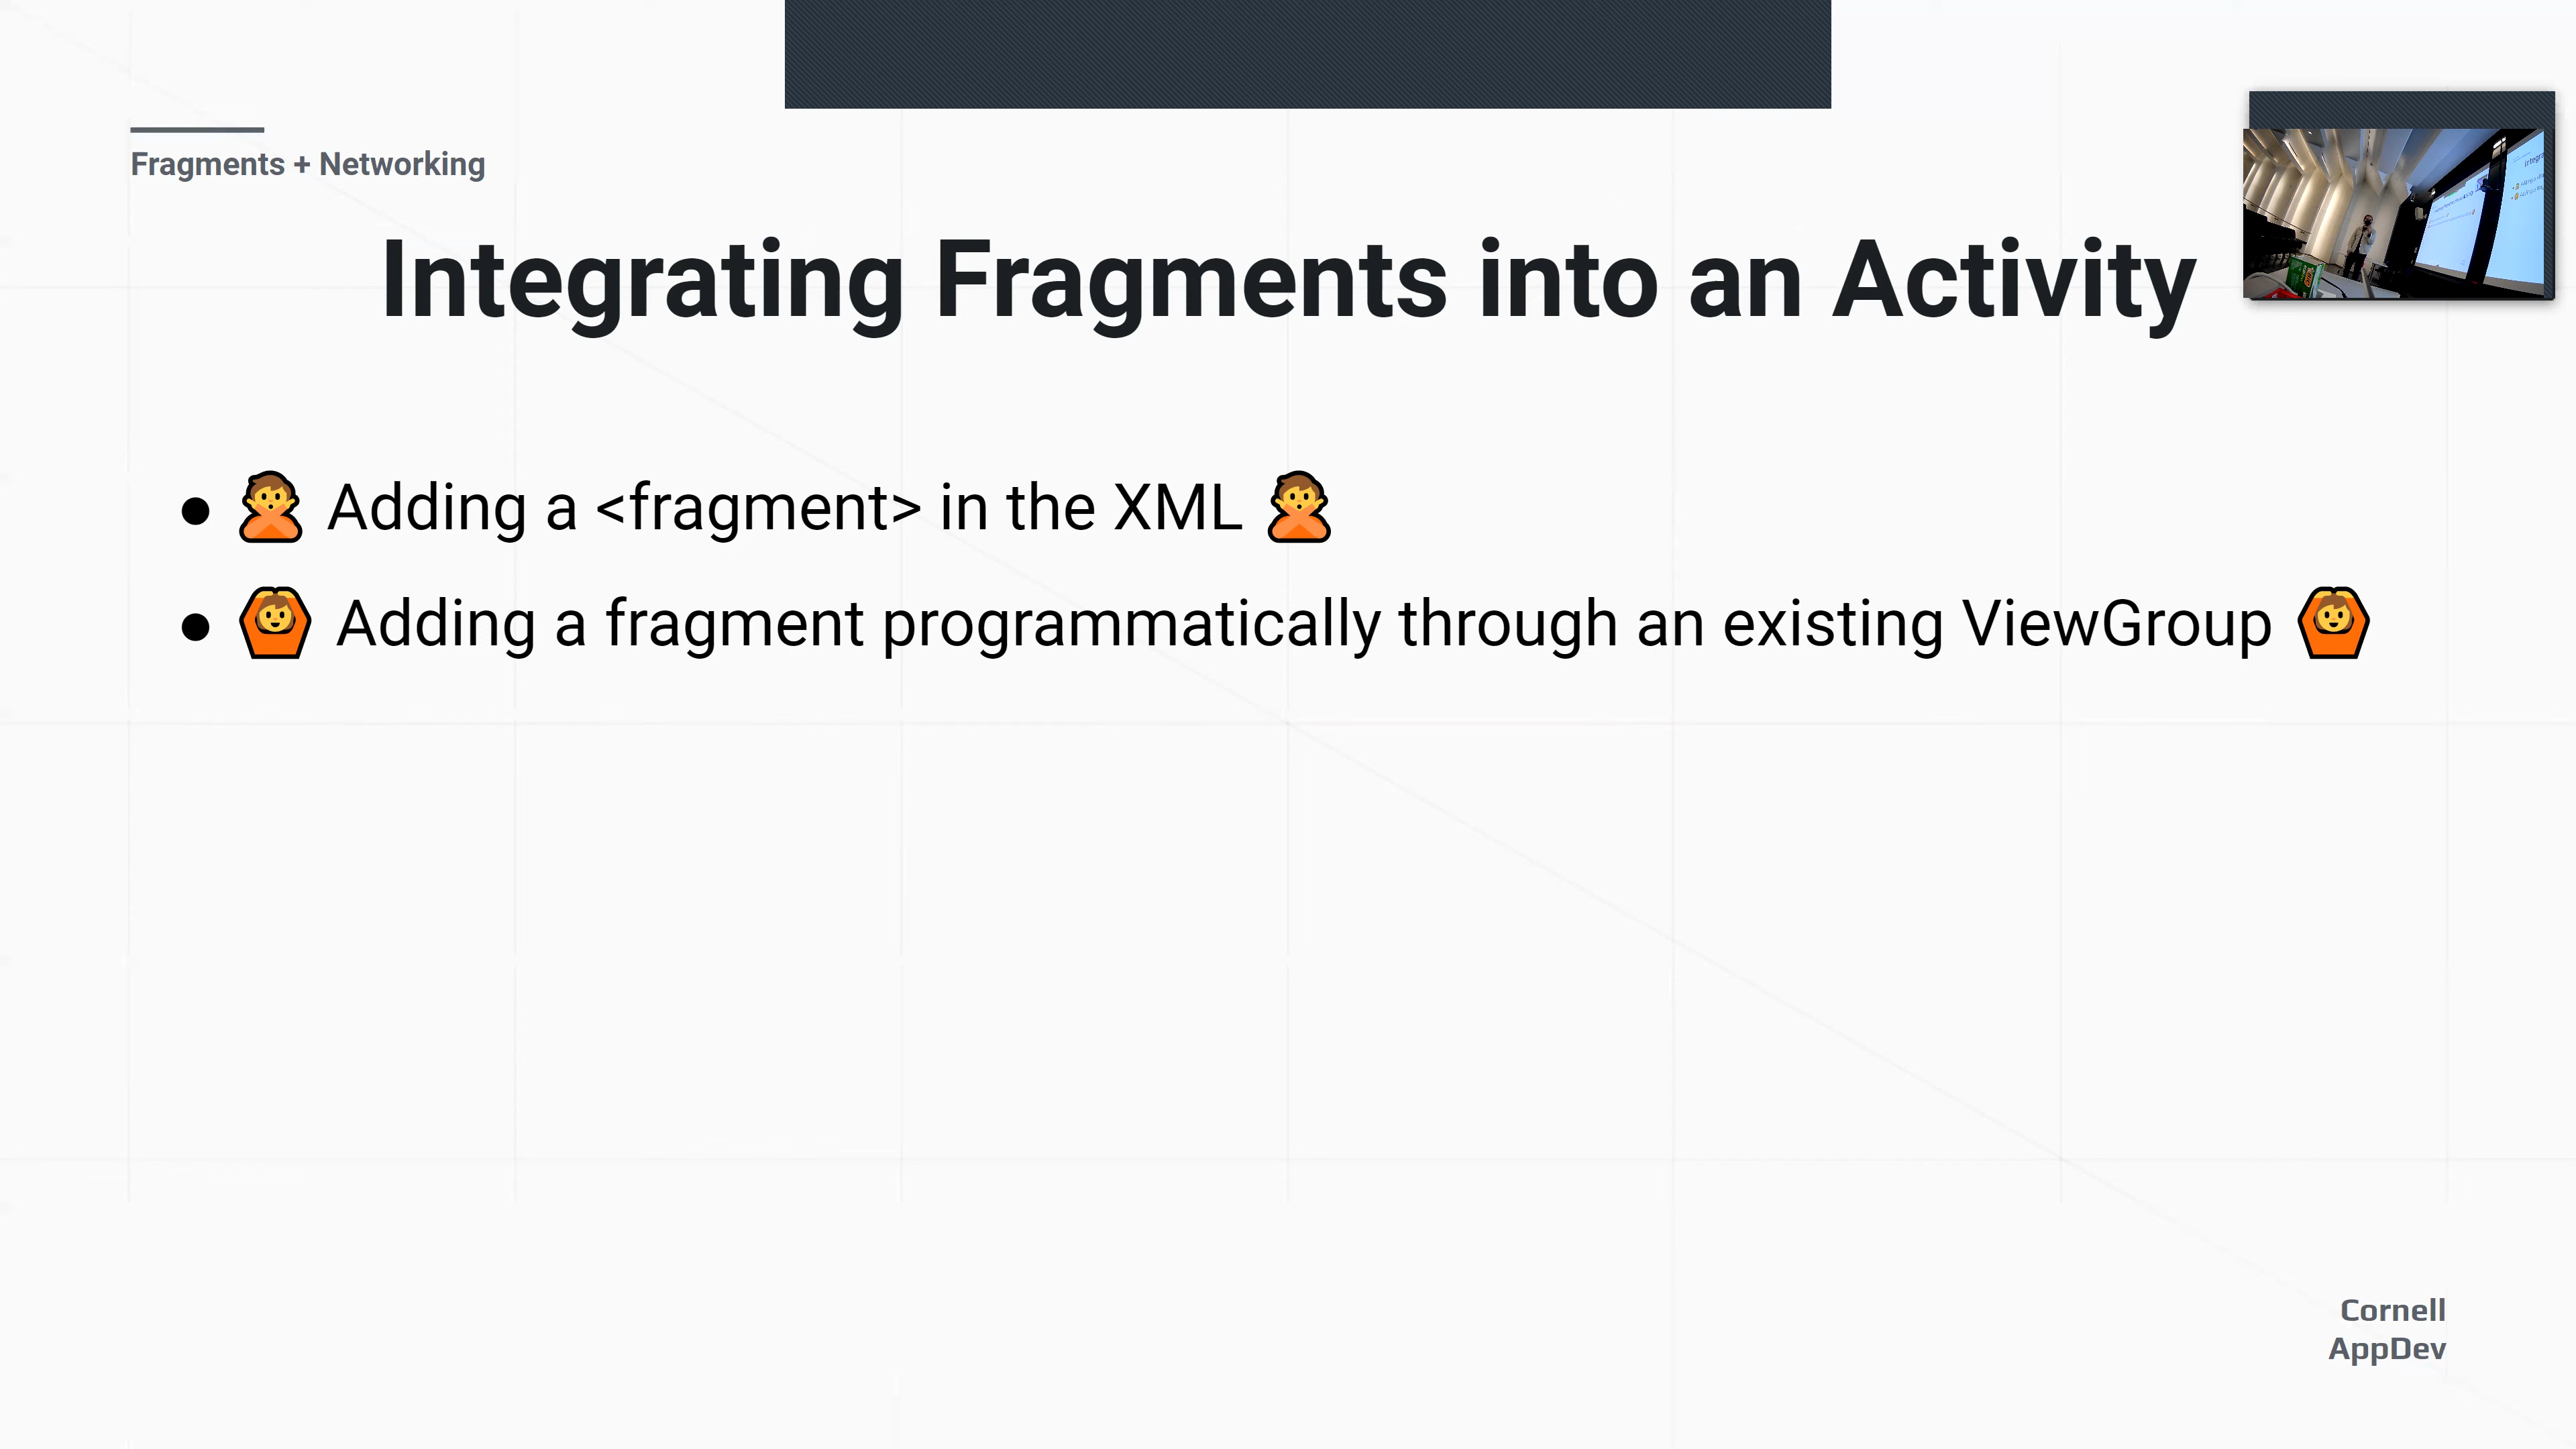 Fragments + Networking
Integrating Fragments into an Activity
● 🙅 Adding a <fragment> in the XML 🙅
● 🙆 Adding a fragment programmatically through an existing ViewGroup 🙆
Cornell
AppDev